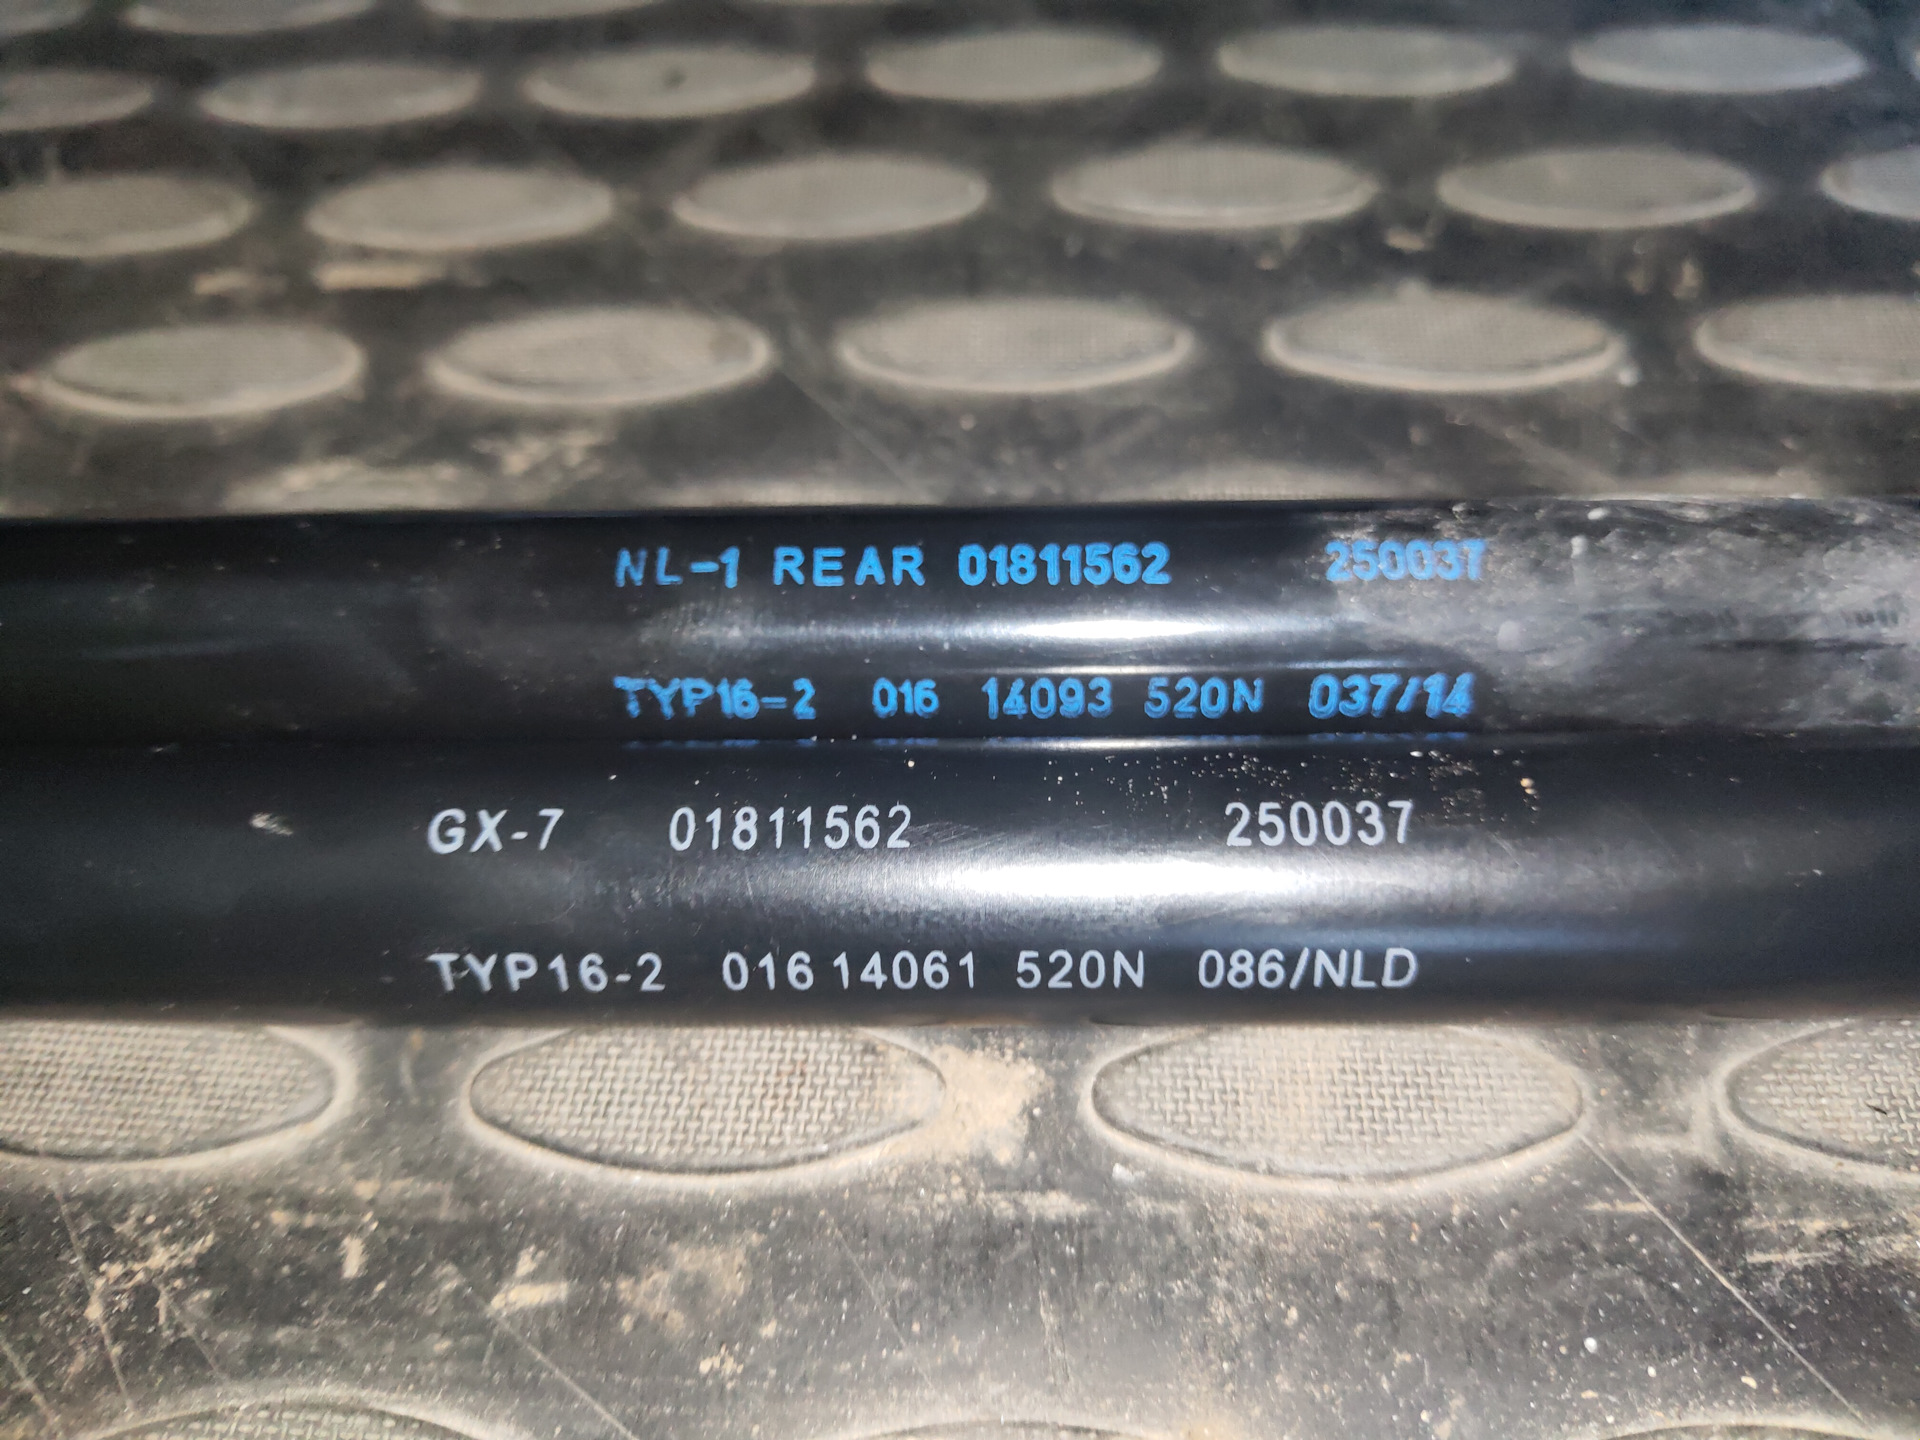 NL-1 REAR 01811562 250037
TYP16-2 016 14093 520N 037/14
GX-7 01811562 250037
TYP16-2 016 14061 520N 086/NLD